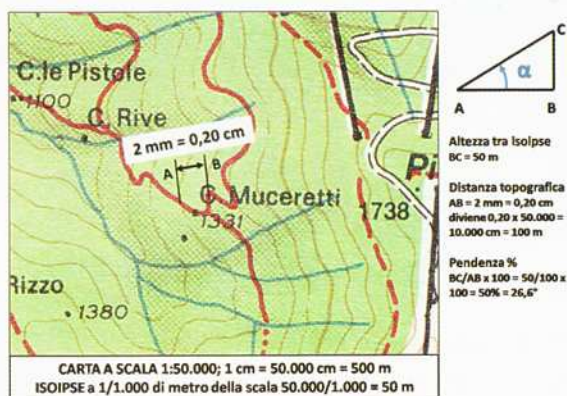 C.le Pistole
1100
C. Rive
2 mm = 0,20 cm
A
B
C. Muceretti
1331
1738
Pi
Rizzo
1380
CARTA A SCALA 1:50.000; 1 cm = 50.000 cm = 500 m
ISOIPSE a 1/1.000 di metro della scala 50.000/1.000 = 50 m
C
α
A
B
Altezza tra Isoipse
BC = 50 m
Distanza topografica
AB = 2 mm = 0,20 cm
diviene 0,20 x 50.000 =
10.000 cm = 100 m
Pendenza %
BC/AB x 100 = 50/100 x
100 = 50% = 26,6°